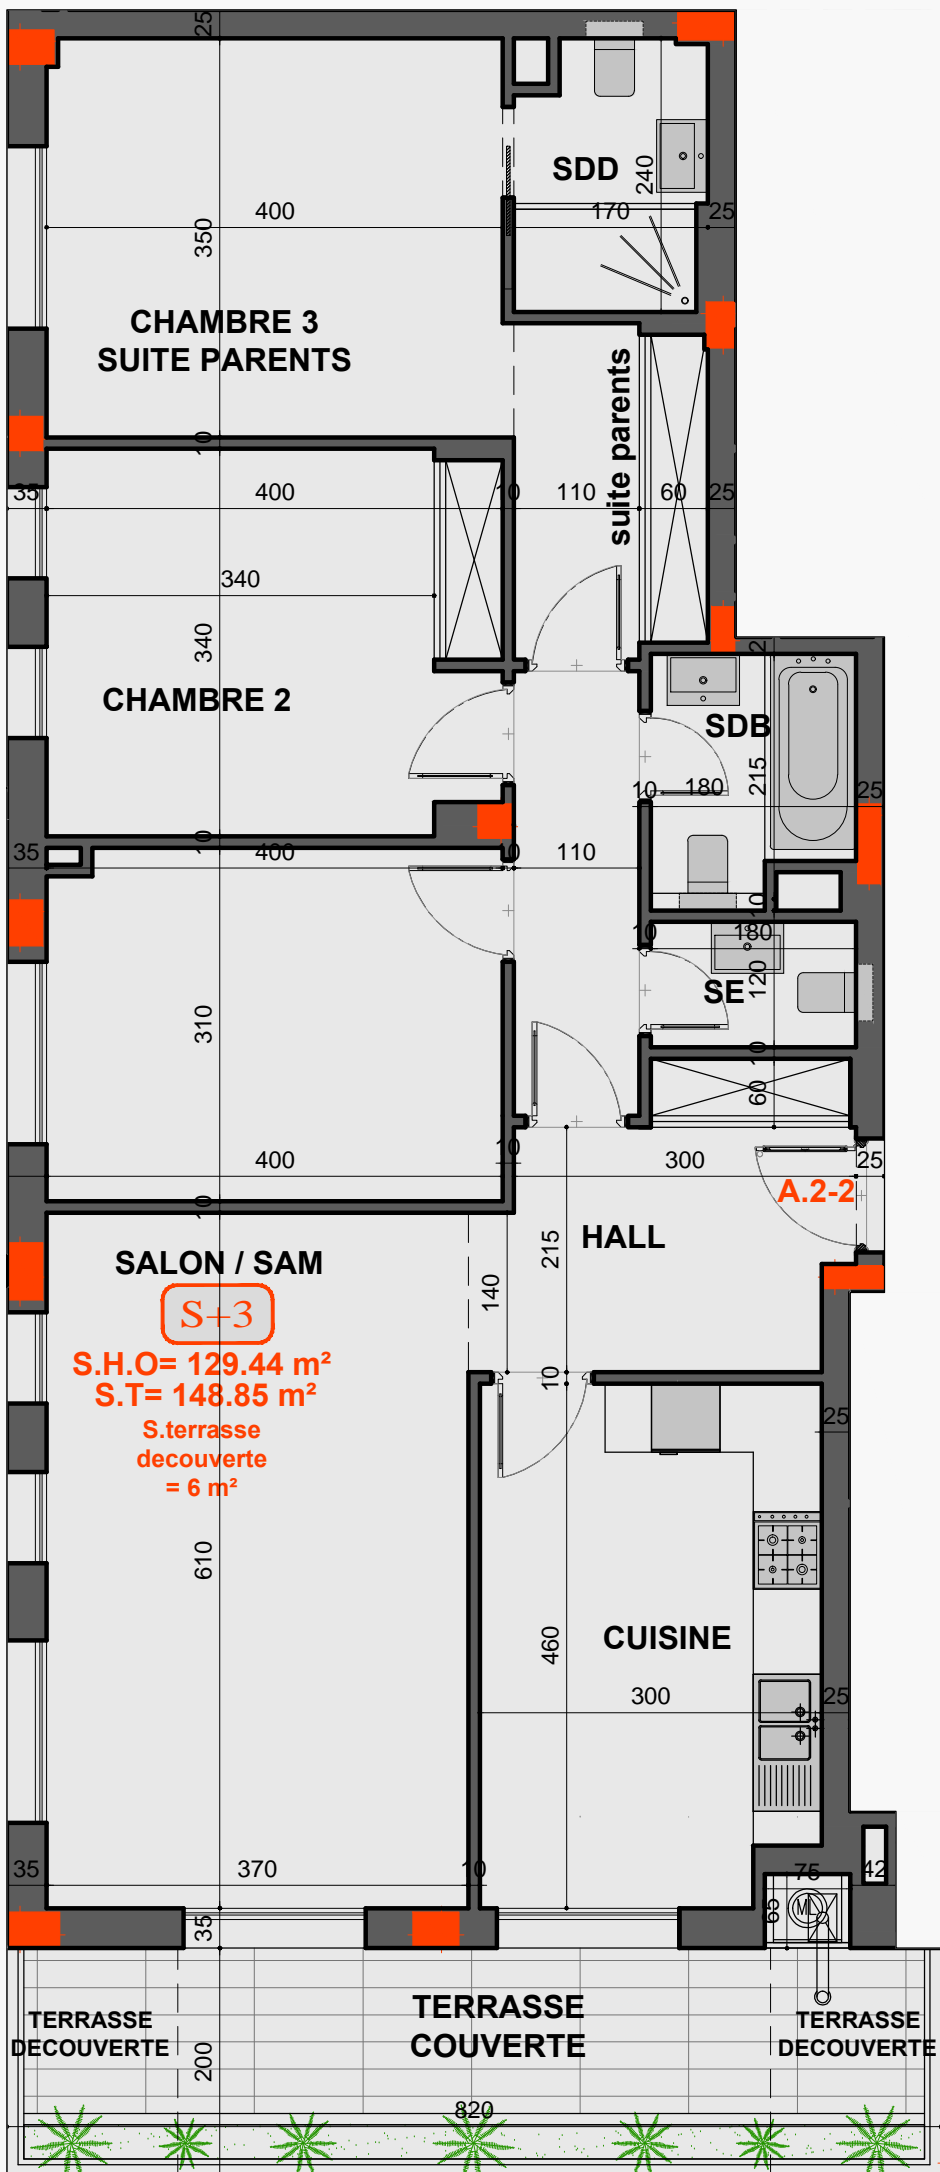 25
SDD
240
400
170
25
350
CHAMBRE 3
SUITE PARENTS
suite parents
10
35
400
10
110
60
25
340
340
2
CHAMBRE 2
SDB
215
10
180
25
10
35
400
10
110
10
10
180
SE
120
310
10
60
10
400
300
25
A.2-2
10
HALL
215
SALON / SAM
140
S+3
S.H.O= 129.44 m²
S.T= 148.85 m²
10
25
S.terrasse
decouverte
= 6 m²
610
CUISINE
460
300
25
35
370
10
75
42
65
ML
35
TERRASSE
COUVERTE
TERRASSE
DECOUVERTE
TERRASSE
DECOUVERTE
200
820